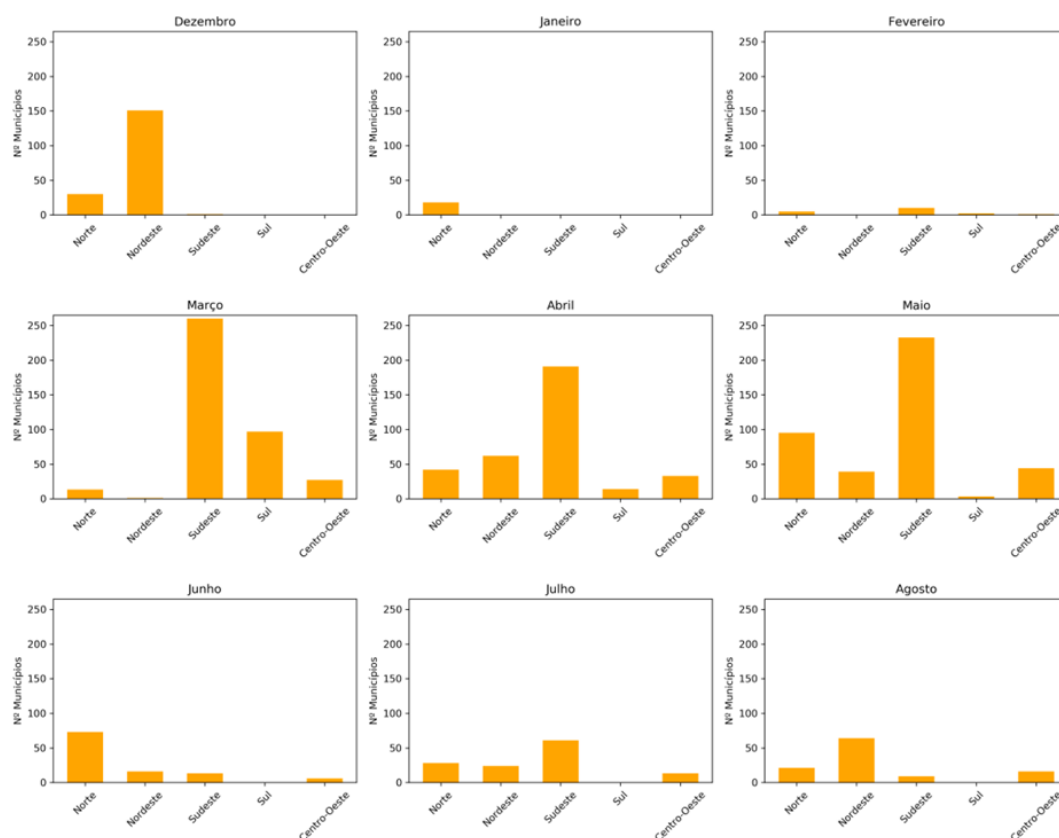 Dezembro
Nº Municípios
250
200
150
100
50
0
Norte
Nordeste
Sudeste
Sul
Centro-Oeste
Janeiro
Nº Municípios
250
200
150
100
50
0
Norte
Nordeste
Sudeste
Sul
Centro-Oeste
Fevereiro
Nº Municípios
250
200
150
100
50
0
Norte
Nordeste
Sudeste
Sul
Centro-Oeste
Março
Nº Municípios
250
200
150
100
50
0
Norte
Nordeste
Sudeste
Sul
Centro-Oeste
Abril
Nº Municípios
250
200
150
100
50
0
Norte
Nordeste
Sudeste
Sul
Centro-Oeste
Maio
Nº Municípios
250
200
150
100
50
0
Norte
Nordeste
Sudeste
Sul
Centro-Oeste
Junho
Nº Municípios
250
200
150
100
50
0
Norte
Nordeste
Sudeste
Sul
Centro-Oeste
Julho
Nº Municípios
250
200
150
100
50
0
Norte
Nordeste
Sudeste
Sul
Centro-Oeste
Agosto
Nº Municípios
250
200
150
100
50
0
Norte
Nordeste
Sudeste
Sul
Centro-Oeste